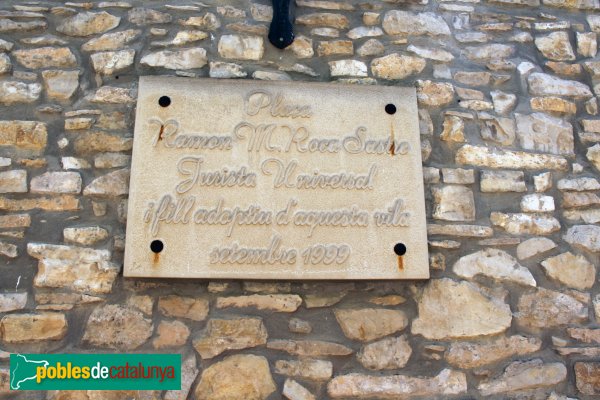 Plaça
Ramon M. Roca Sastre
Jurista Universal
i fill adoptiu d'aquesta vila
setembre 1999
poblesdecatalunya